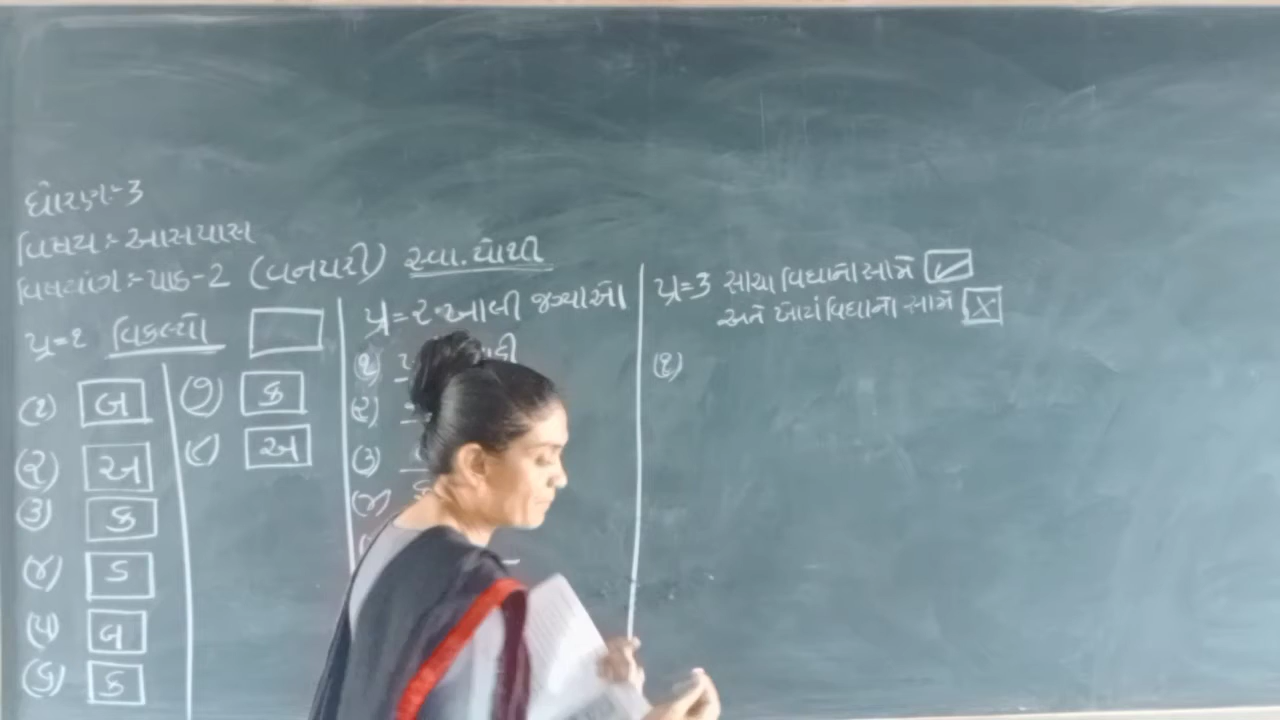 ધોરણ:-3
વિષય:- આસપાસ
વિષયાંગ:- પાઠ-2 (વનપરી) સ્વા.પોથી
પ્ર=૧ વિકલ્પો
(૧) બ
(૨) અ
(૩) ક
(૪) ડ
(૫) બ
(૬) ક
(૭) ક
(૮) અ
પ્ર=૨. ખાલી જગ્યાઓ
(૧)
(૨)
(૩)
(૪)
પ્ર=3 સાચા વિધાનો સામે ✓
અને ખોટાં વિધાનો સામે X
(૧)